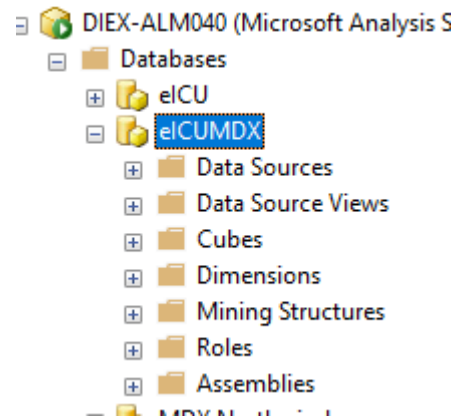 DIEX-ALM040 (Microsoft Analysis S
Databases
eICU
eICUMDX
Data Sources
Data Source Views
Cubes
Dimensions
Mining Structures
Roles
Assemblies